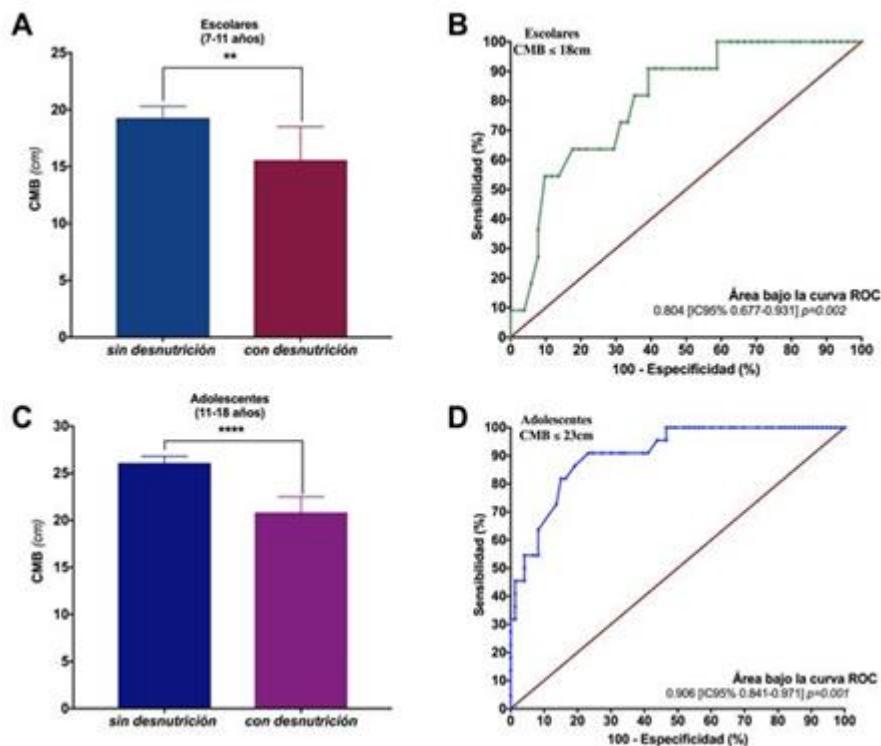 A
Escolares
(7-11 años)
**
25
20
15
10
5
0
CMB (cm)
sin desnutrición
con desnutrición
B
Escolares
CMB ≤ 18cm
100
90
80
70
60
50
40
30
20
10
0
Sensibilidad (%)
Área bajo la curva ROC
0.804 [IC95% 0.677-0.931] p=0.002
0 10 20 30 40 50 60 70 80 90 100
100 - Especificidad (%)
C
Adolescentes
(11-18 años)
****
30
25
20
15
10
5
0
CMB (cm)
sin desnutrición
con desnutrición
D
Adolescentes
CMB ≤ 23cm
100
90
80
70
60
50
40
30
20
10
0
Sensibilidad (%)
Área bajo la curva ROC
0.906 [IC95% 0.841-0.971] p=0.001
0 10 20 30 40 50 60 70 80 90 100
100 - Especificidad (%)